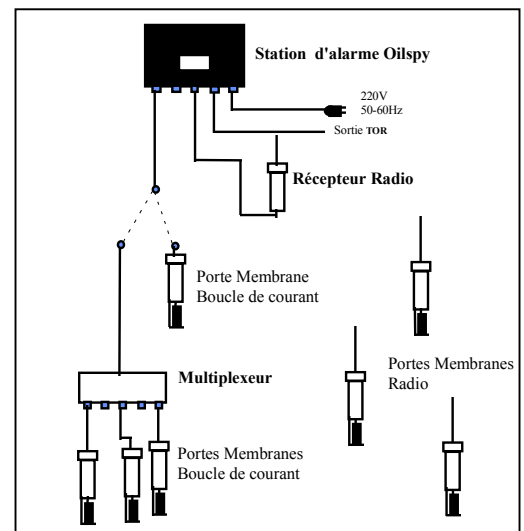 Station d'alarme Oilspy
220V
50-60Hz
Sortie TOR
Récepteur Radio
Porte Membrane
Boucle de courant
Portes Membranes
Radio
Multiplexeur
Portes Membranes
Boucle de courant